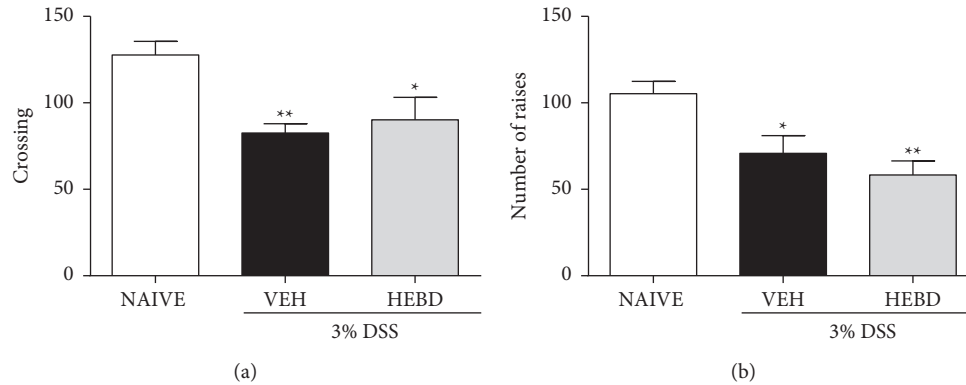 150
100
50
0
Crossing
**
*
NAIVE VEH HEBD
3% DSS
(a)
150
100
50
0
Number of raises
*
**
NAIVE VEH HEBD
3% DSS
(b)